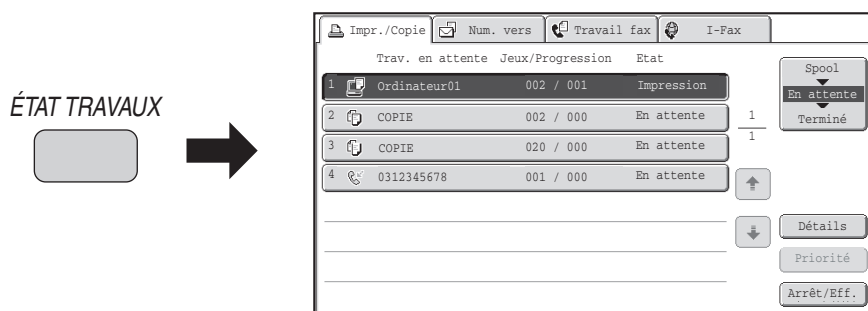 ÉTAT TRAVAUX
Impr./Copie Num. vers Travail fax I-Fax
Trav. en attente Jeux/Progression Etat
1 Ordinateur01 002 / 001 Impression
2 COPIE 002 / 000 En attente
3 COPIE 020 / 000 En attente
4 0312345678 001 / 000 En attente
1
1
Spool
En attente
Terminé
Détails
Priorité
Arrêt/Eff.